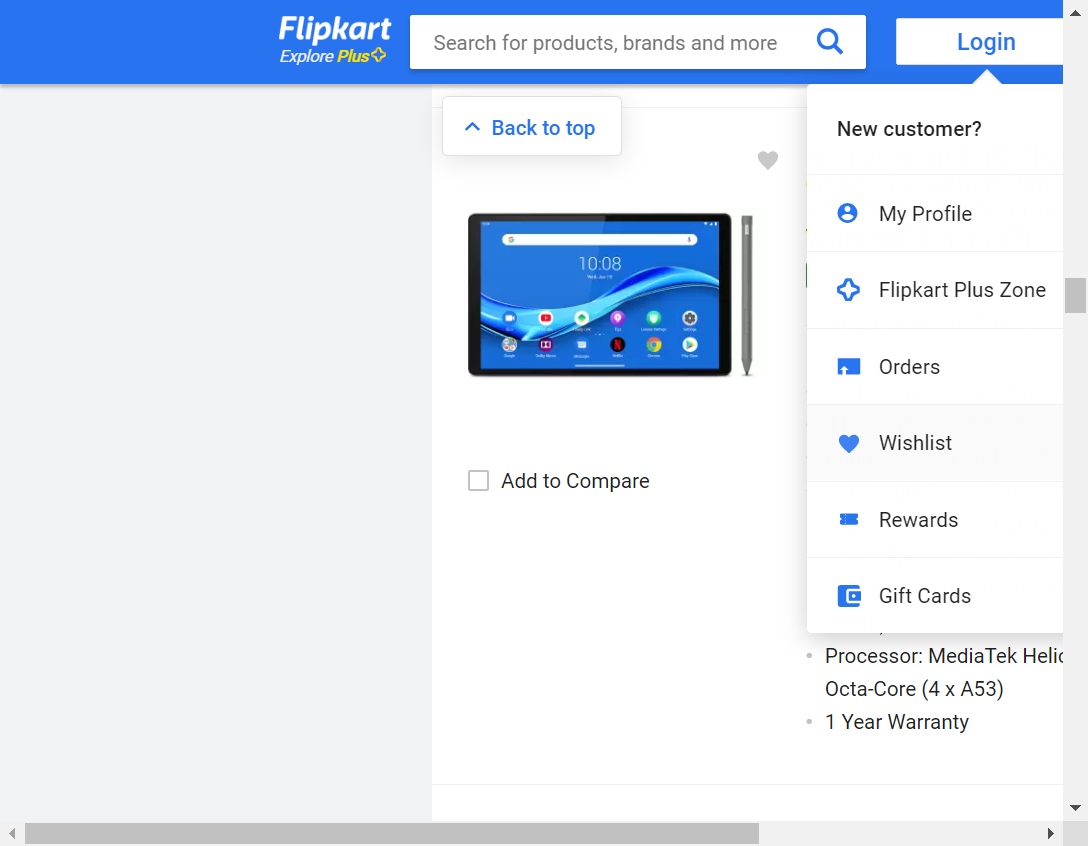 Flipkart
Explore Plus
Search for products, brands and more
Login
Back to top
New customer?
My Profile
Flipkart Plus Zone
Orders
Wishlist
Rewards
Gift Cards
10:08
Add to Compare
Processor: MediaTek Helio
Octa-Core (4 x A53)
1 Year Warranty